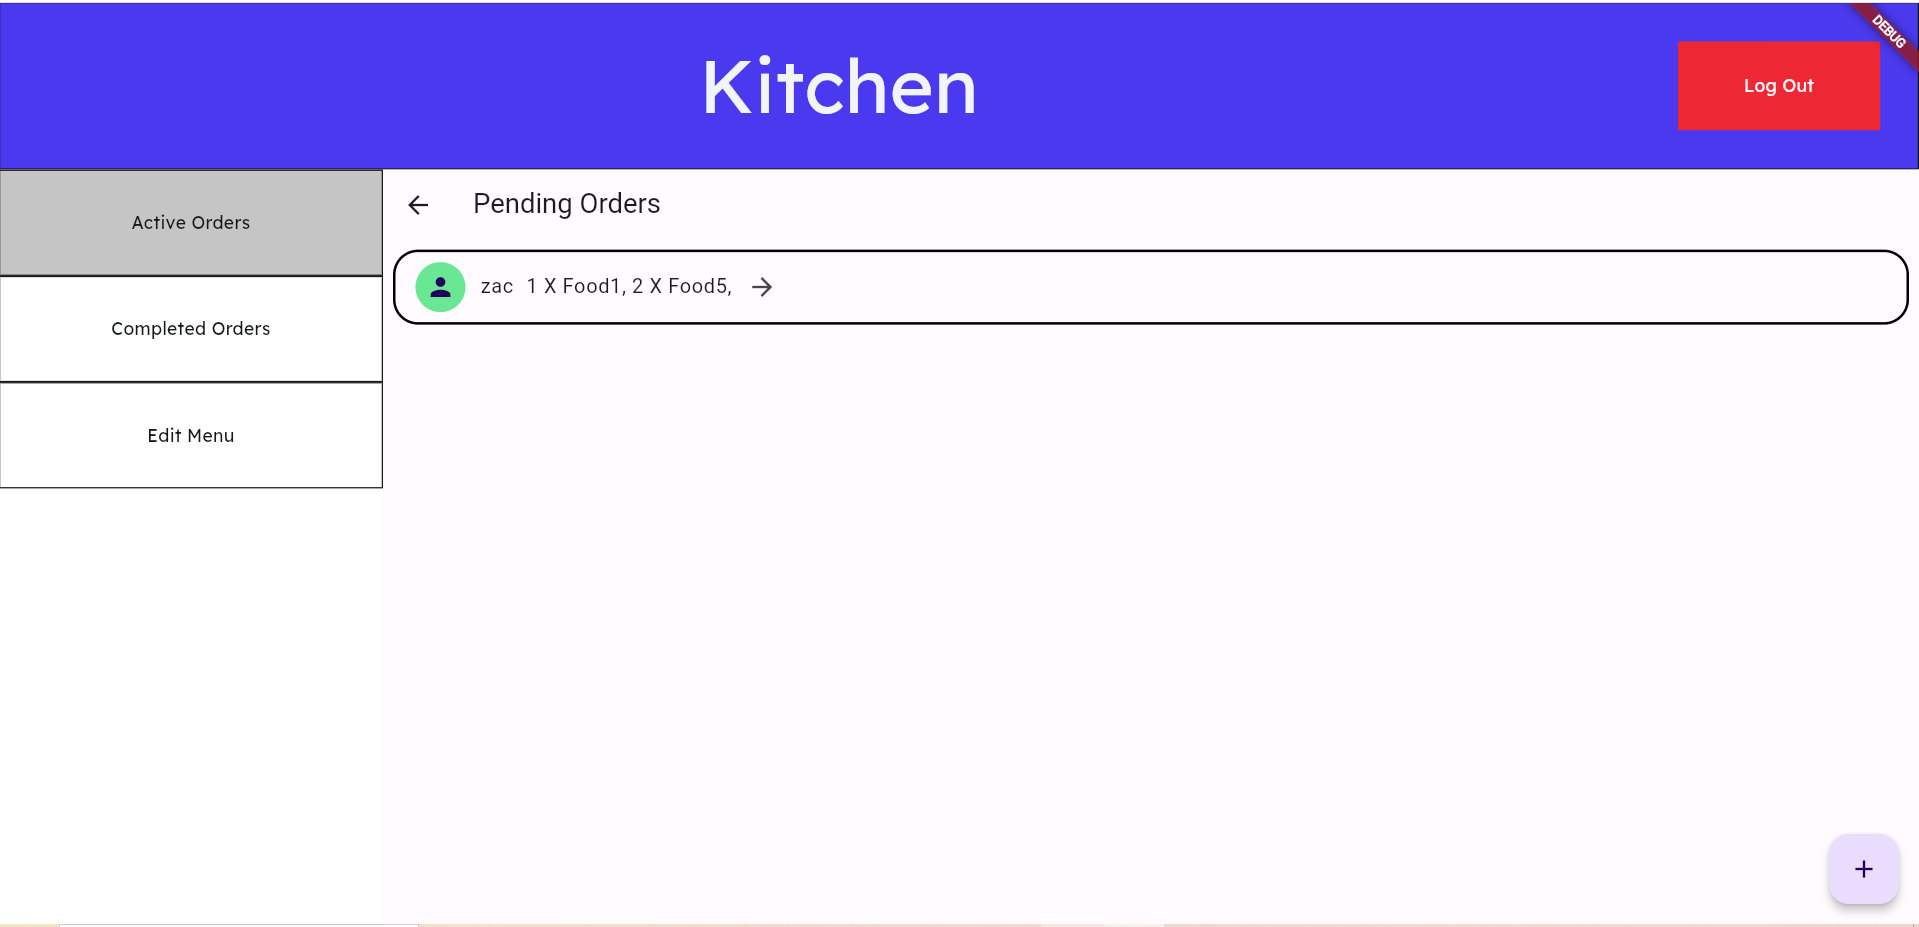 Kitchen
Log Out
DEBUG
Active Orders
Completed Orders
Edit Menu
Pending Orders
zac 1 X Food1, 2 X Food5,